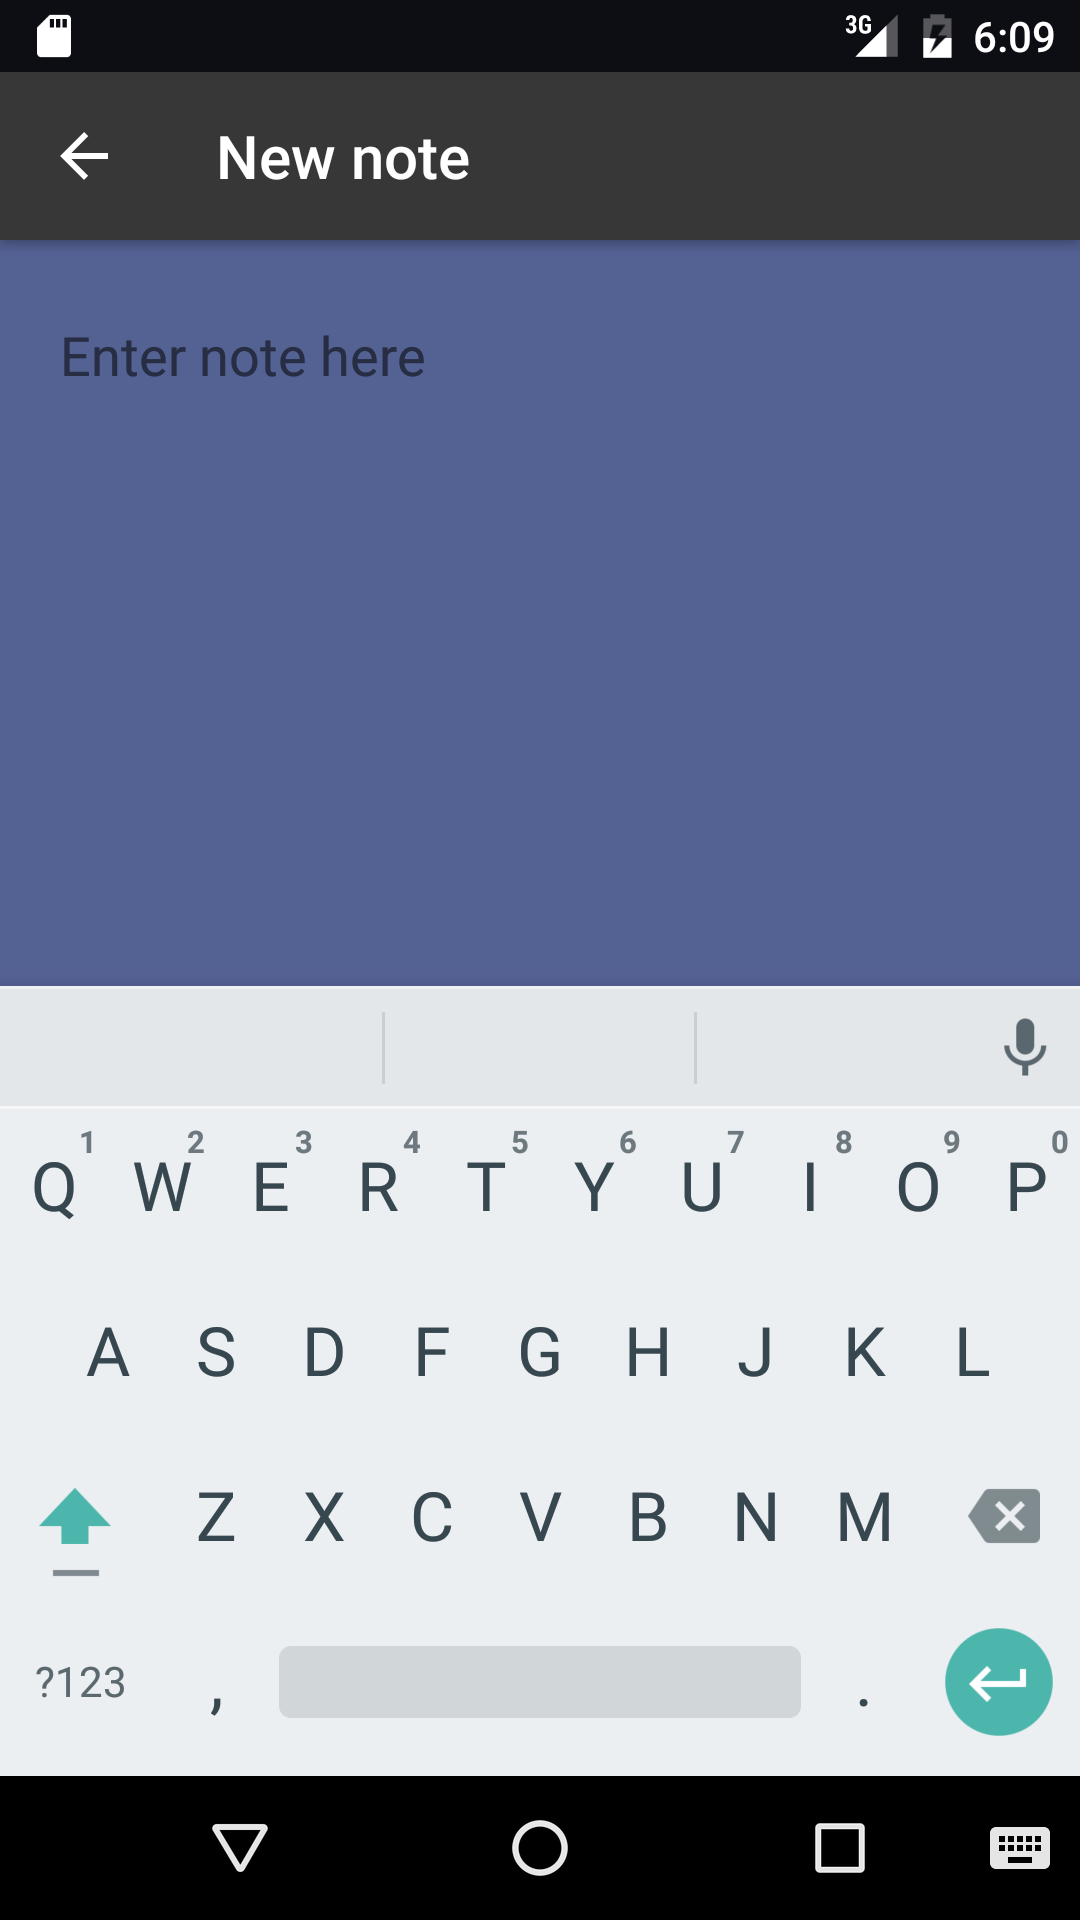 3G 6:09
New note
Enter note here
1 2 3 4 5 6 7 8 9 0
Q W E R T Y U I O P
A S D F G H J K L
Z X C V B N M
?123 , .